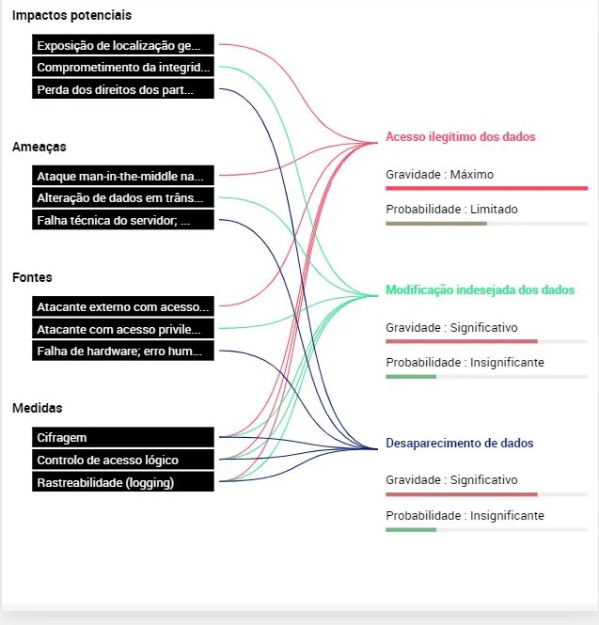 Impactos potenciais
Exposição de localização ge...
Comprometimento da integrid...
Perda dos direitos dos part...
Ameaças
Ataque man-in-the-middle na...
Alteração de dados em trâns...
Falha técnica do servidor; ...
Fontes
Atacante externo com acesso...
Atacante com acesso privile...
Falha de hardware; erro hum...
Medidas
Cifragem
Controlo de acesso lógico
Rastreabilidade (logging)
Acesso ilegítimo dos dados
Gravidade : Máximo
Probabilidade : Limitado
Modificação indesejada dos dados
Gravidade : Significativo
Probabilidade : Insignificante
Desaparecimento de dados
Gravidade : Significativo
Probabilidade : Insignificante